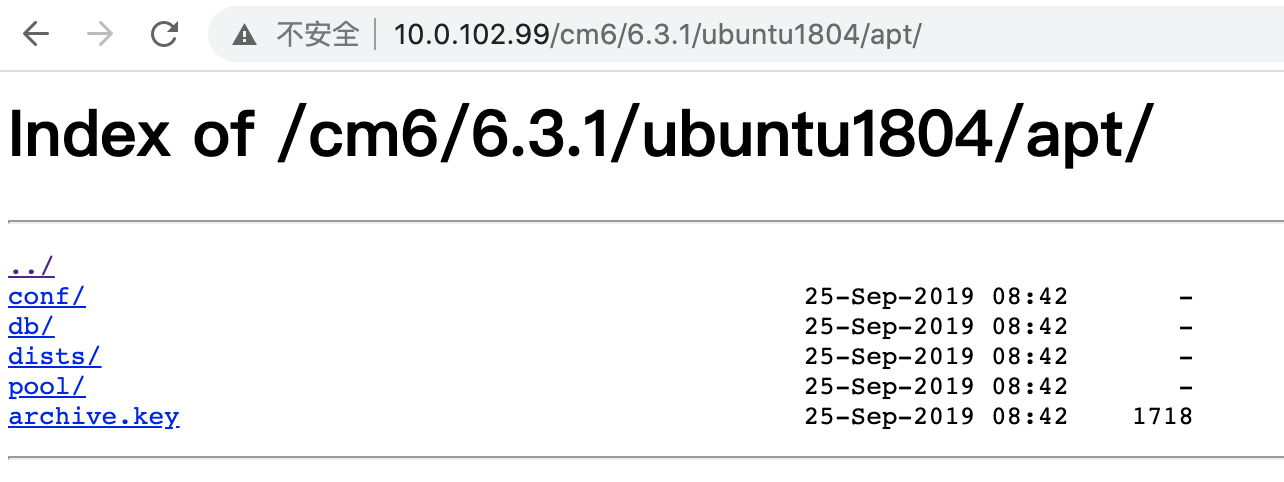 不安全 10.0.102.99/cm6/6.3.1/ubuntu1804/apt/
Index of /cm6/6.3.1/ubuntu1804/apt/
../
conf/ 25-Sep-2019 08:42 -
db/ 25-Sep-2019 08:42 -
dists/ 25-Sep-2019 08:42 -
pool/ 25-Sep-2019 08:42 -
archive.key 25-Sep-2019 08:42 1718